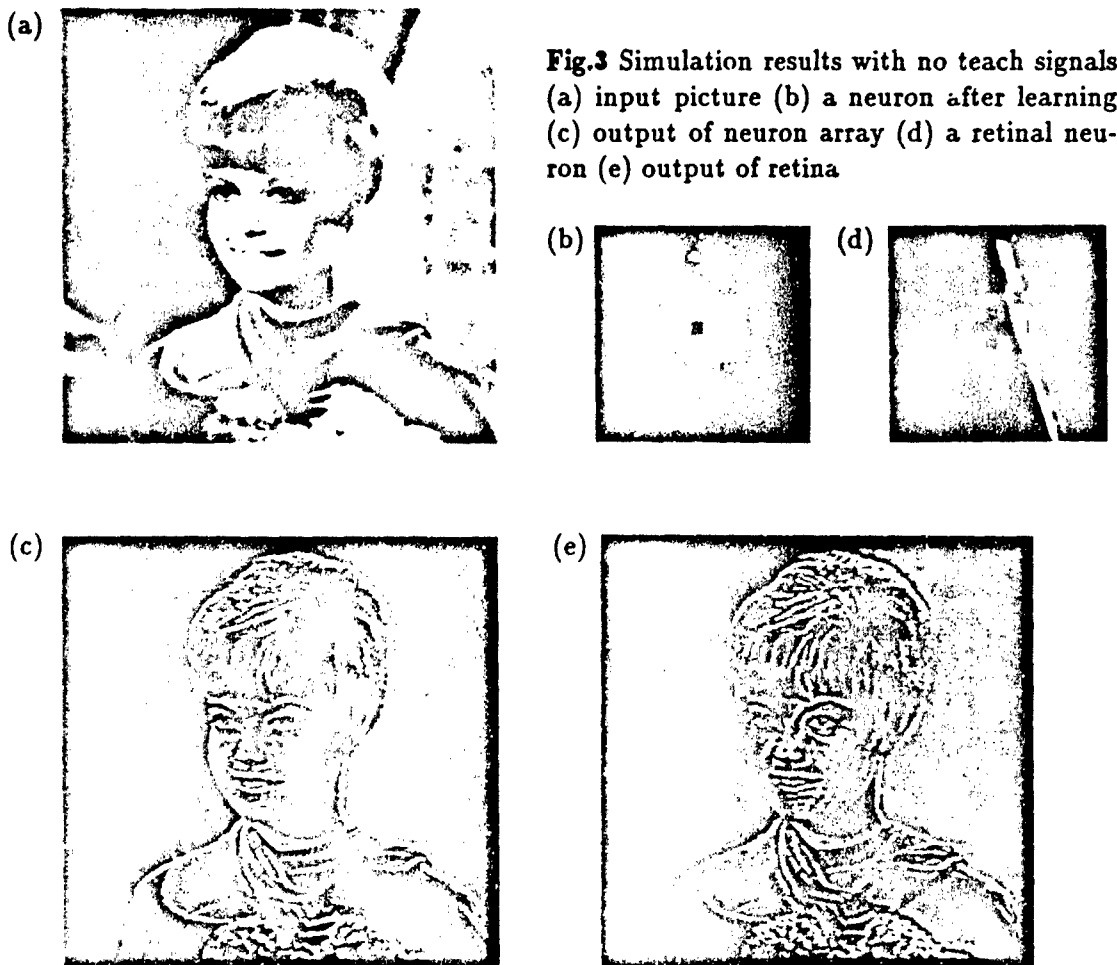 (a)
Fig.3 Simulation results with no teach signals
(a) input picture (b) a neuron after learning
(c) output of neuron array (d) a retinal neu-
ron (e) output of retina
(b)
(d)
(c)
(e)